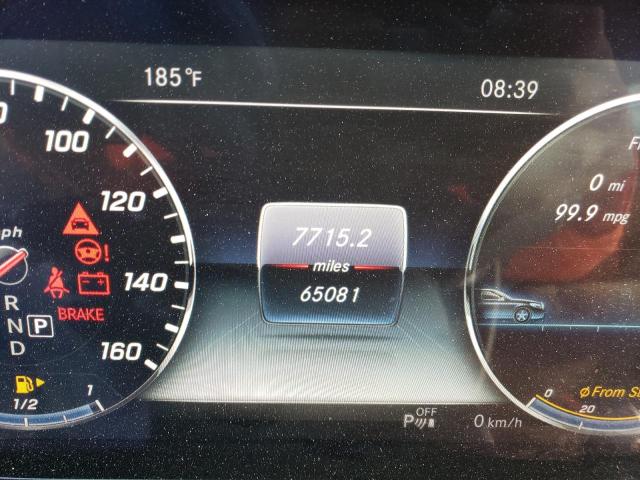 185°F
08:39
100
120
140
160
mph
7715.2
miles
65081
0 mi
99.9 mpg
!
R
N P
D
BRAKE
1/2
1
OFF
P
0 km/h
0
20
Ø From